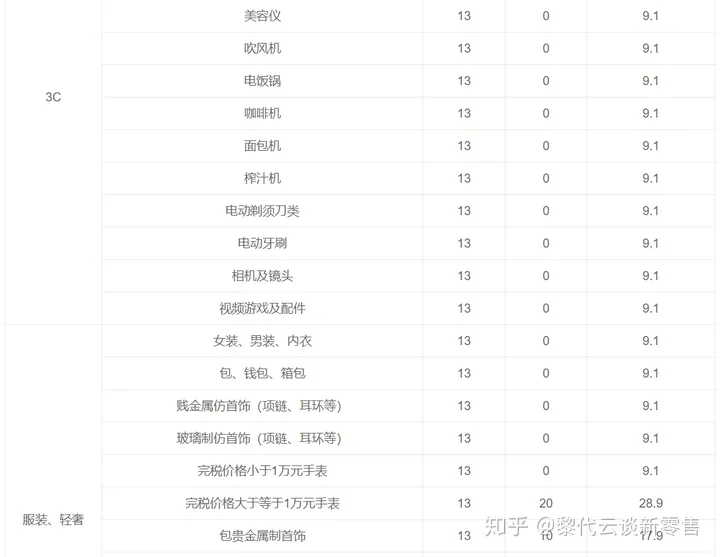 美容仪 13 0 9.1
吹风机 13 0 9.1
电饭锅 13 0 9.1
3C
咖啡机 13 0 9.1
面包机 13 0 9.1
榨汁机 13 0 9.1
电动剃须刀类 13 0 9.1
电动牙刷 13 0 9.1
相机及镜头 13 0 9.1
视频游戏及配件 13 0 9.1
女装、男装、内衣 13 0 9.1
包、钱包、箱包 13 0 9.1
贱金属仿首饰（项链、耳环等） 13 0 9.1
玻璃制仿首饰（项链、耳环等） 13 0 9.1
完税价格小于1万元手表 13 0 9.1
完税价格大于等于1万元手表 13 20 28.9
服装、轻奢
包贵金属制首饰 13 10 17.9
知乎 @黎代云谈新零售